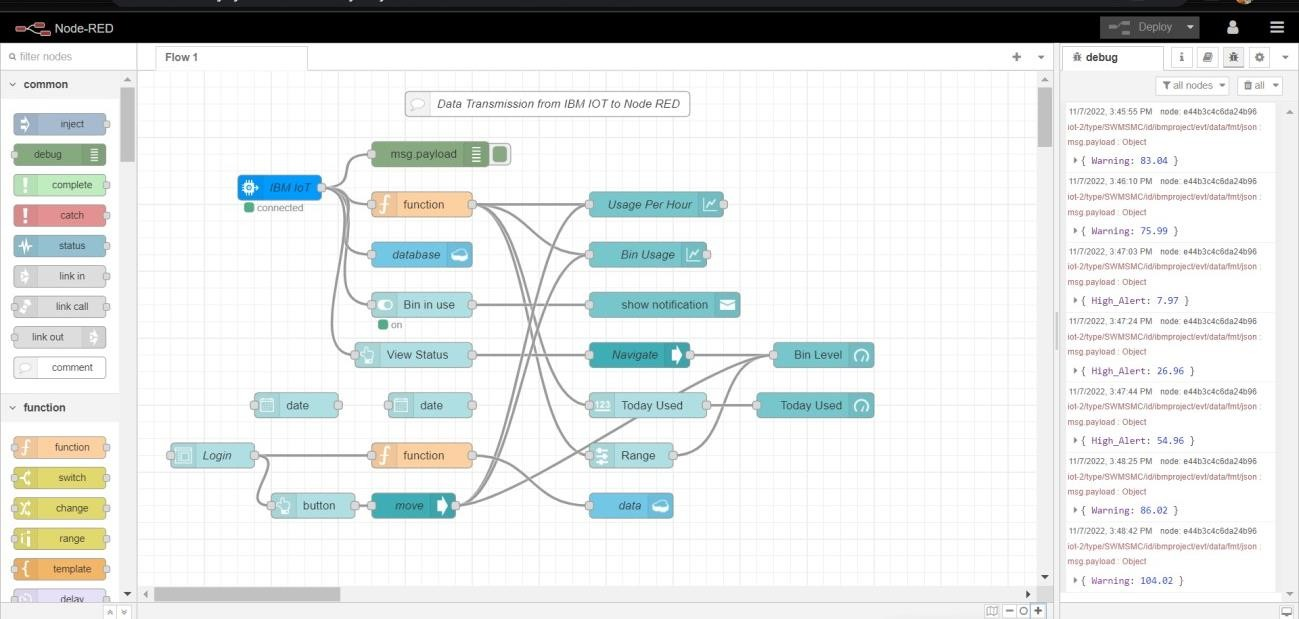 Node-RED
Deploy
filter nodes
Flow 1
debug
i
all nodes
all
common
inject
debug
complete
catch
status
link in
link call
link out
comment
function
function
switch
change
range
template
delay
Data Transmission from IBM IOT to Node RED
msg.payload
IBM IoT
connected
function
Usage Per Hour
database
Bin Usage
Bin in use
on
show notification
View Status
Navigate
Bin Level
date
date
123
Today Used
Today Used
Login
function
Range
button
move
data
11/7/2022, 3:45:55 PM node: e44b3c4c6da24b96
iot-2/type/SWMSMC/id/ibmproject/evt/data/fmt/json :
msg.payload : Object
{ Warning: 83.04 }
11/7/2022, 3:46:10 PM node: e44b3c4c6da24b96
iot-2/type/SWMSMC/id/ibmproject/evt/data/fmt/json :
msg.payload : Object
{ Warning: 75.99 }
11/7/2022, 3:47:03 PM node: e44b3c4c6da24b96
iot-2/type/SWMSMC/id/ibmproject/evt/data/fmt/json :
msg.payload : Object
{ High_Alert: 7.97 }
11/7/2022, 3:47:24 PM node: e44b3c4c6da24b96
iot-2/type/SWMSMC/id/ibmproject/evt/data/fmt/json :
msg.payload : Object
{ High_Alert: 26.96 }
11/7/2022, 3:47:44 PM node: e44b3c4c6da24b96
iot-2/type/SWMSMC/id/ibmproject/evt/data/fmt/json :
msg.payload : Object
{ High_Alert: 54.96 }
11/7/2022, 3:48:25 PM node: e44b3c4c6da24b96
iot-2/type/SWMSMC/id/ibmproject/evt/data/fmt/json :
msg.payload : Object
{ Warning: 86.02 }
11/7/2022, 3:48:42 PM node: e44b3c4c6da24b96
iot-2/type/SWMSMC/id/ibmproject/evt/data/fmt/json :
msg.payload : Object
{ Warning: 104.02 }